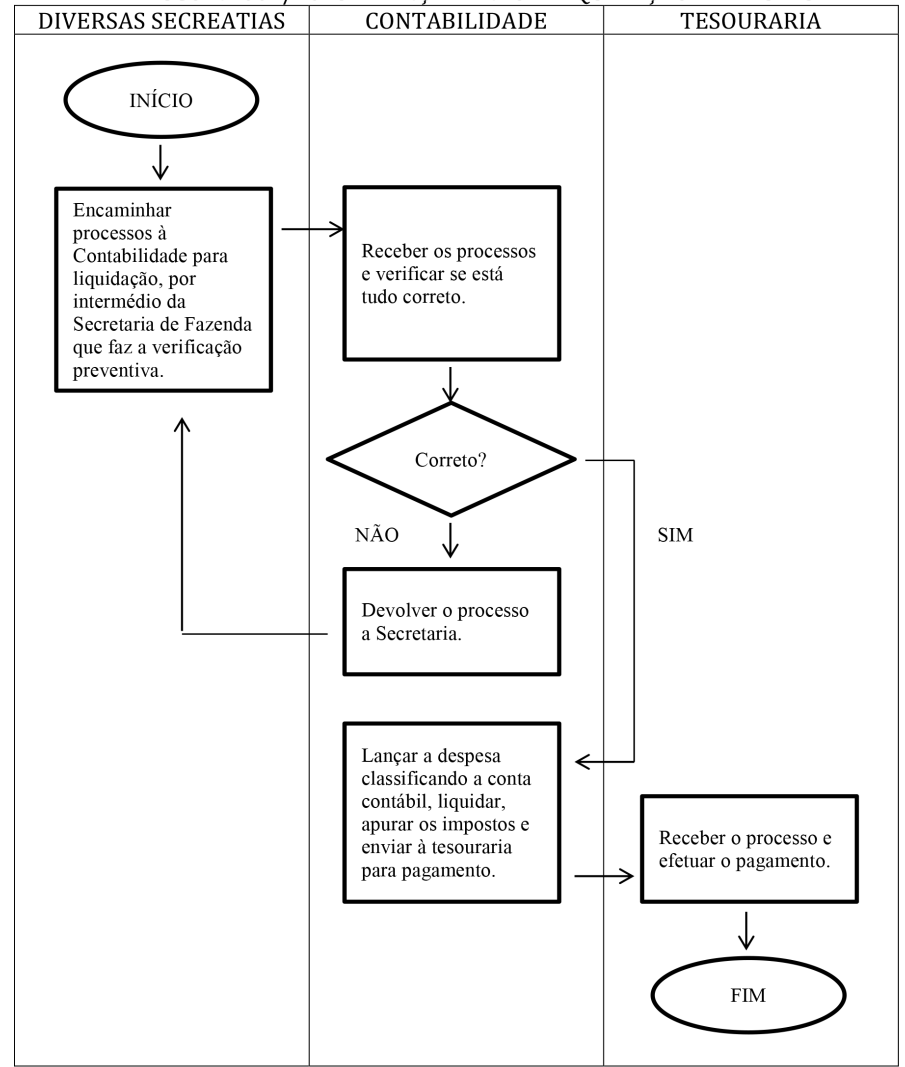 DIVERSAS SECREATIAS
CONTABILIDADE
TESOURARIA
INÍCIO
Encaminhar
processos à
Contabilidade para
liquidação, por
intermédio da
Secretaria de Fazenda
que faz a verificação
preventiva.
Receber os processos
e verificar se está
tudo correto.
Correto?
NÃO
SIM
Devolver o processo
a Secretaria.
Lançar a despesa
classificando a conta
contábil, liquidar,
apurar os impostos e
enviar à tesouraria
para pagamento.
Receber o processo e
efetuar o pagamento.
FIM